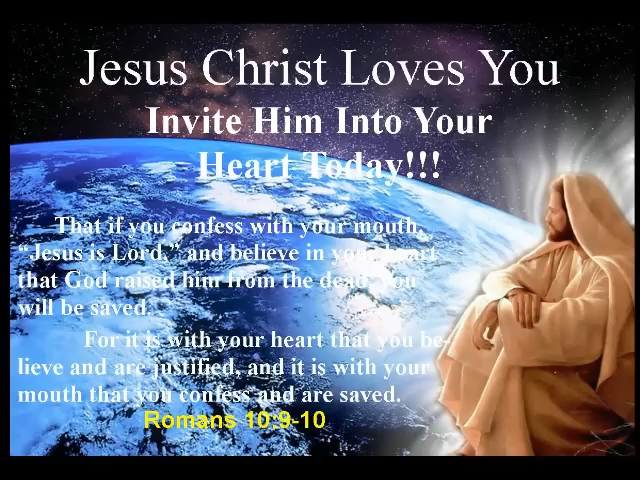 Jesus Christ Loves You
Invite Him Into Your
Heart Today!!!
That if you confess with your mouth,
“Jesus is Lord,” and believe in your heart
that God raised him from the dead, you
will be saved.
For it is with your heart that you be-
lieve and are justified, and it is with your
mouth that you confess and are saved.
Romans 10:9-10